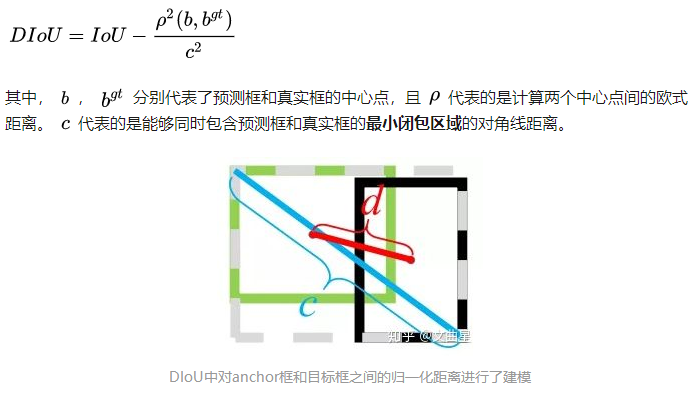 DIoU = IoU - \frac{\rho^2(b, b^{gt})}{c^2}
其中， b ， b^{gt} 分别代表了预测框和真实框的中心点，且 ρ 代表的是计算两个中心点间的欧式
距离。 c 代表的是能够同时包含预测框和真实框的最小闭包区域的对角线距离。
d
c
知乎 @文曲星
DIoU中对anchor框和目标框之间的归一化距离进行了建模